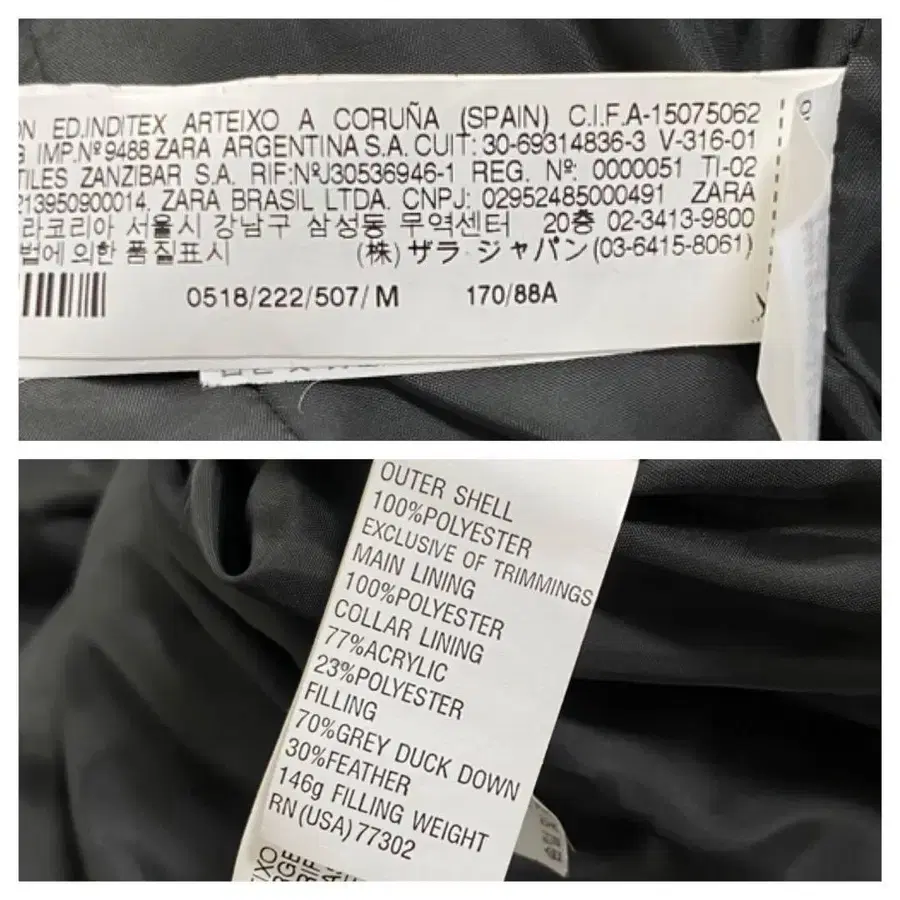 ON ED.INDITEX ARTEIXO A CORUÑA (SPAIN) C.I.F.A-15075062
G IMP.Nº 9488 ZARA ARGENTINA S.A. CUIT: 30-69314836-3 V-316-01
TILES ZANZIBAR S.A. RIF:NºJ30536946-1 REG. Nº: 0000051 TI-02
213950900014. ZARA BRASIL LTDA. CNPJ: 02952485000491 ZARA
라코리아 서울시 강남구 삼성동 무역센터 20층 02-3413-9800
법에 의한 품질표시 (株) ザラ・ジャパン(03-6415-8061)
0518/222/507/M 170/88A
OUTER SHELL
100%POLYESTER
EXCLUSIVE OF TRIMMINGS
MAIN LINING
100%POLYESTER
COLLAR LINING
77%ACRYLIC
23%POLYESTER
FILLING
70%GREY DUCK DOWN
30%FEATHER
146g FILLING WEIGHT
RN(USA)77302